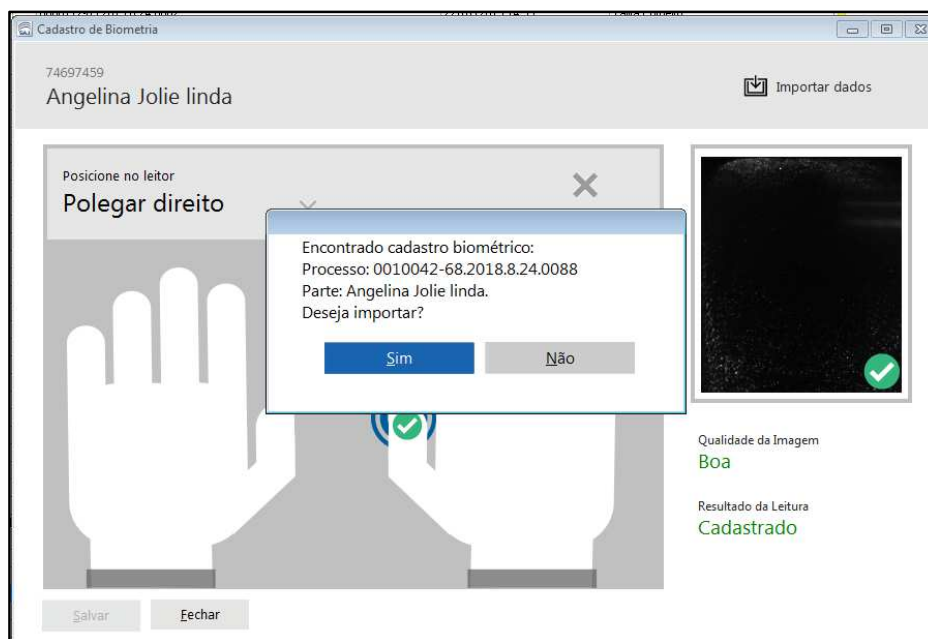 Cadastro de Biometria
74697459
Angelina Jolie linda
Importar dados
Posicione no leitor
Polegar direito
Encontrado cadastro biométrico:
Processo: 0010042-68.2018.8.24.0088
Parte: Angelina Jolie linda.
Deseja importar?
Sim
Não
Qualidade da Imagem
Boa
Resultado da Leitura
Cadastrado
Salvar
Fechar